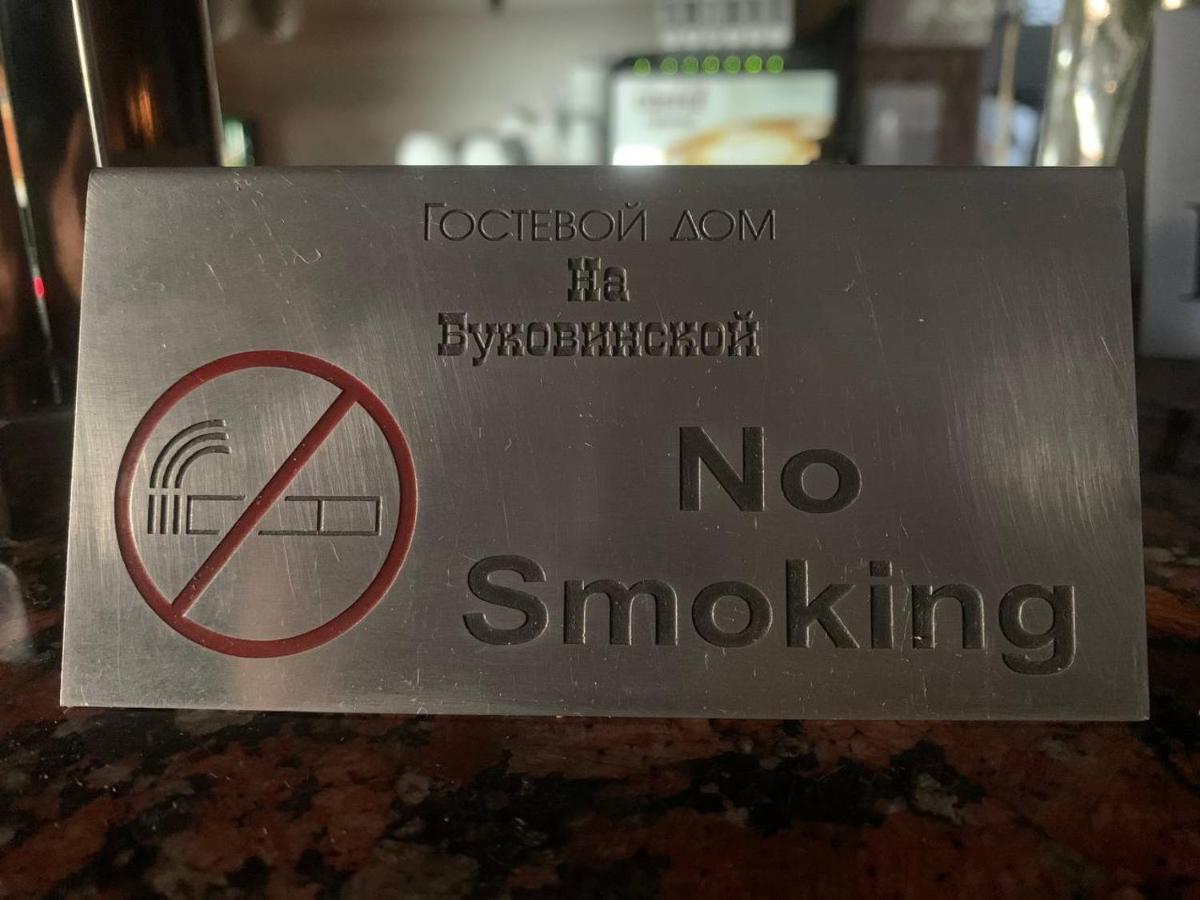 Гостевой дом
На
Буковинской
No
Smoking